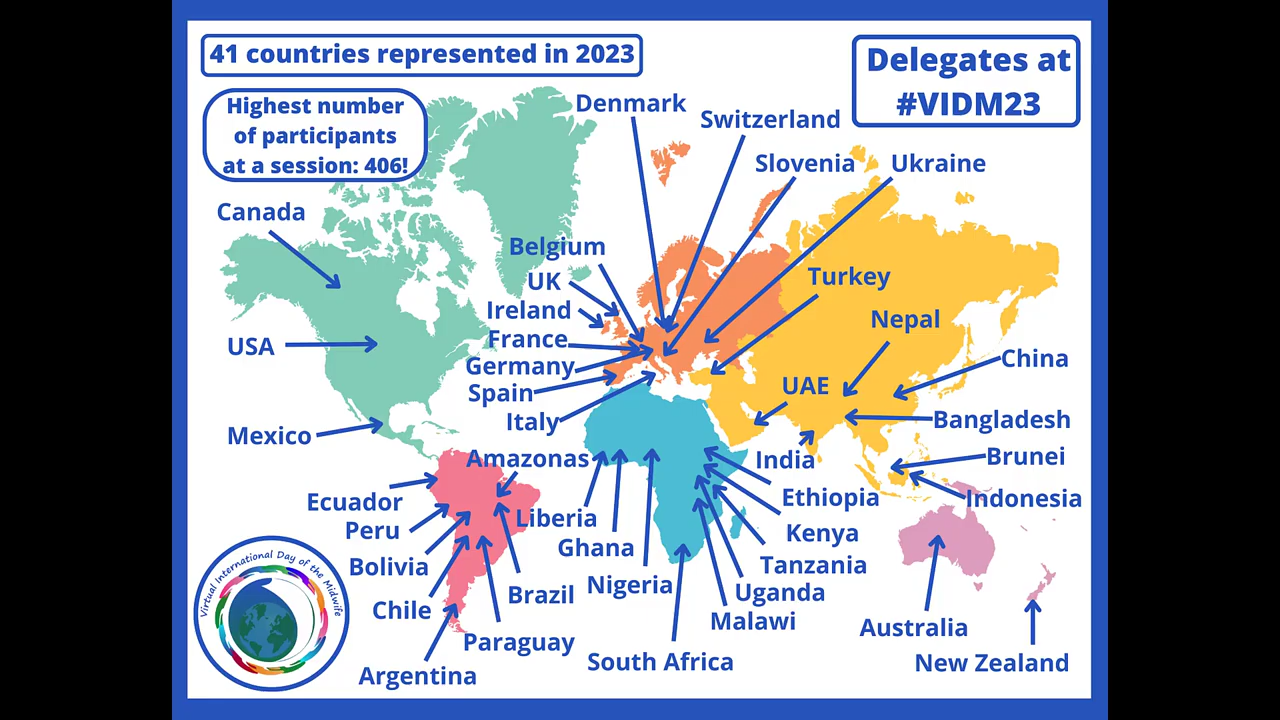 41 countries represented in 2023
Delegates at
#VIDM23
Highest number
of participants
at a session: 406!
Denmark
Switzerland
Slovenia
Ukraine
Canada
Belgium
UK
Turkey
Ireland
Nepal
France
USA
Germany
China
Spain
UAE
Italy
Bangladesh
Mexico
Amazonas
India
Brunei
Ecuador
Ethiopia
Indonesia
Peru
Liberia
Kenya
Ghana
Bolivia
Tanzania
Nigeria
Uganda
Brazil
Chile
Malawi
Australia
Paraguay
South Africa
New Zealand
Argentina
Virtual International Day of the Midwife